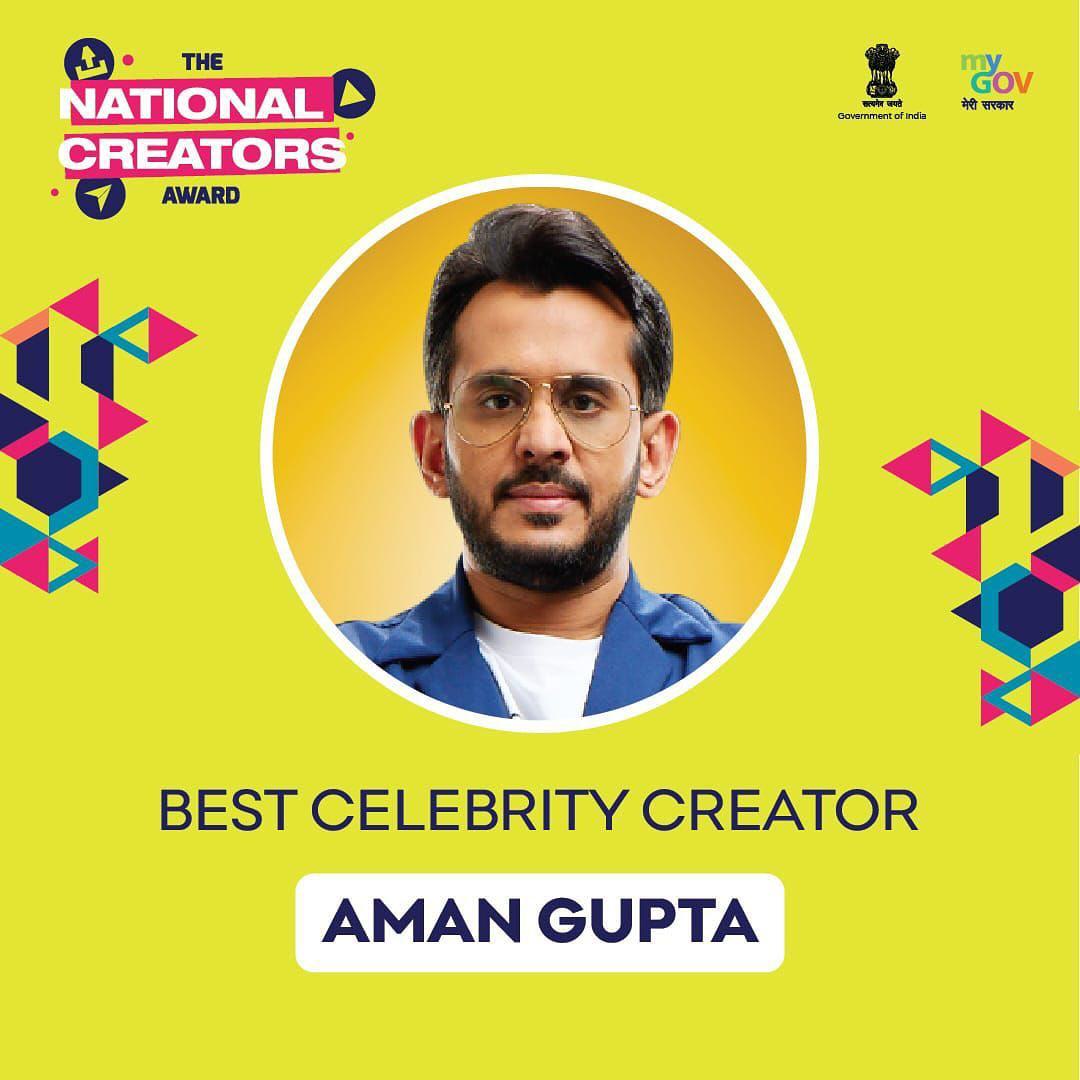 THE
NATIONAL
CREATORS
AWARD
सत्यमेव जयते
Government of India
my
GOV
मेरी सरकार
BEST CELEBRITY CREATOR
AMAN GUPTA